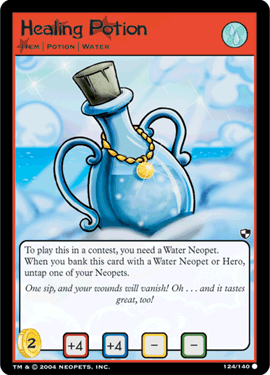 Healing Potion
Item | Potion | Water
To play this in a contest, you need a Water Neopet.
When you bank this card with a Water Neopet or Hero,
untap one of your Neopets.
One sip, and your wounds will vanish! Oh . . . and it tastes
great, too!
2 +4 +4 - -
TM & © 2004 NEOPETS, INC. 124/140